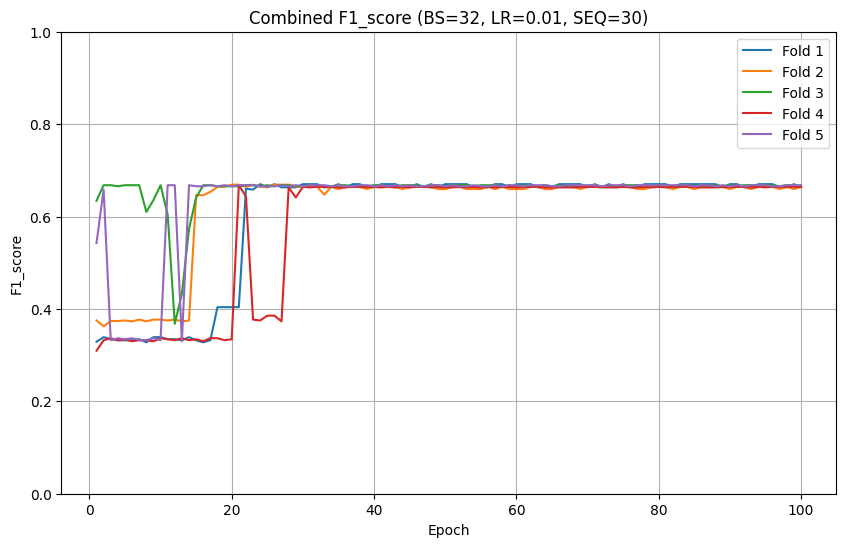 Combined F1_score (BS=32, LR=0.01, SEQ=30)
Fold 1
Fold 2
Fold 3
Fold 4
Fold 5
F1_score
1.0
0.8
0.6
0.4
0.2
0.0
0 20 40 60 80 100
Epoch